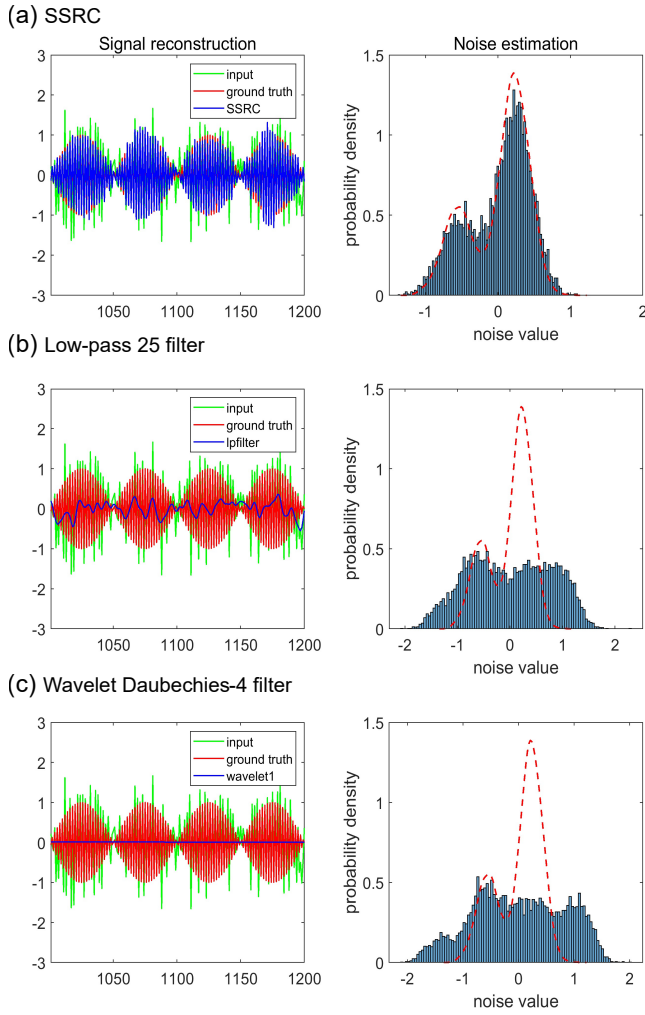 (a) SSRC
Signal reconstruction
3
2
1
0
-1
-2
-3
1050
1100
1150
1200
input
ground truth
SSRC
Noise estimation
probability density
1.5
1
0.5
0
-1
0
1
2
noise value
(b) Low-pass 25 filter
3
2
1
0
-1
-2
-3
1050
1100
1150
1200
input
ground truth
lpfilter
probability density
1.5
1
0.5
0
-2
-1
0
1
2
noise value
(c) Wavelet Daubechies-4 filter
3
2
1
0
-1
-2
-3
1050
1100
1150
1200
input
ground truth
wavelet1
probability density
1.5
1
0.5
0
-2
-1
0
1
2
noise value